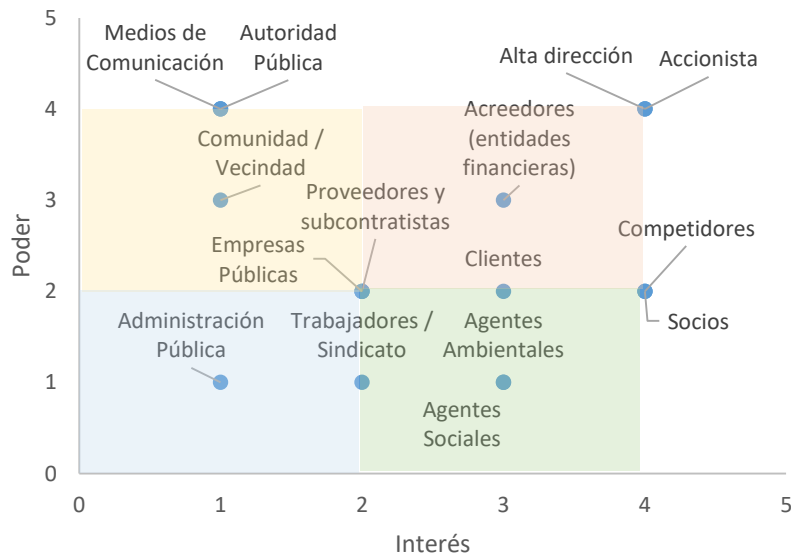 5
4
3
2
1
0
Poder
Medios de
Comunicación
Autoridad
Pública
Alta dirección
Accionista
Comunidad /
Vecindad
Acreedores
(entidades
financieras)
Proveedores y
subcontratistas
Empresas
Públicas
Clientes
Competidores
Socios
Administración
Pública
Trabajadores /
Sindicato
Agentes
Ambientales
Agentes
Sociales
0
1
2
3
4
5
Interés